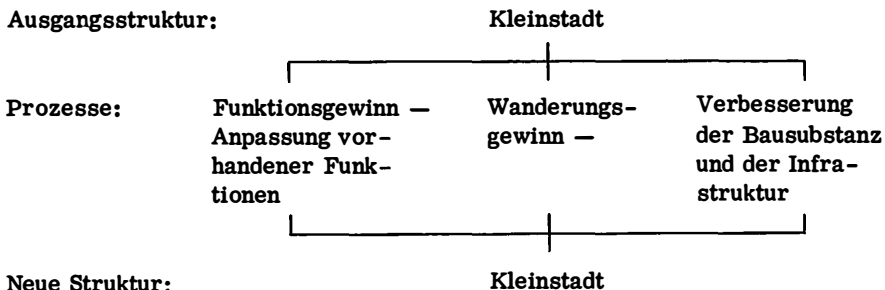 Ausgangsstruktur: Kleinstadt
Prozesse: Funktionsgewinn — Wanderungs- Verbesserung
Anpassung vor- gewinn — der Bausubstanz
handener Funk- und der Infra-
tionen struktur
Neue Struktur: Kleinstadt